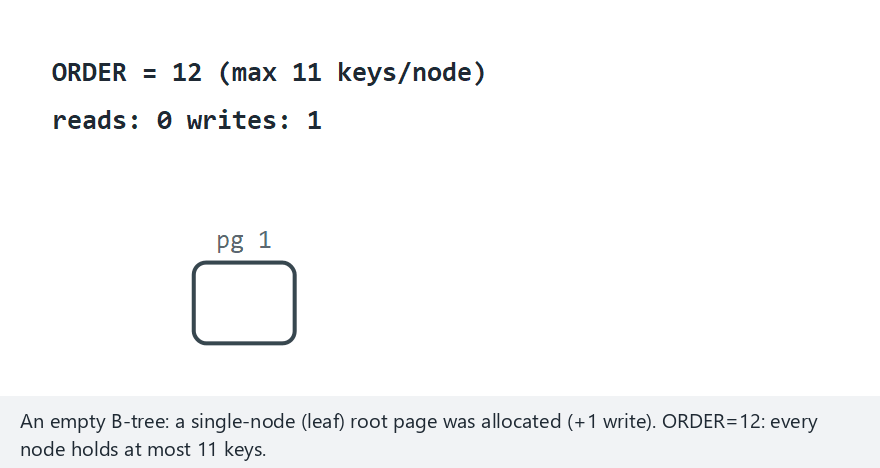 ORDER = 12 (max 11 keys/node)
reads: 0 writes: 1
pg 1
An empty B-tree: a single-node (leaf) root page was allocated (+1 write). ORDER=12: every
node holds at most 11 keys.